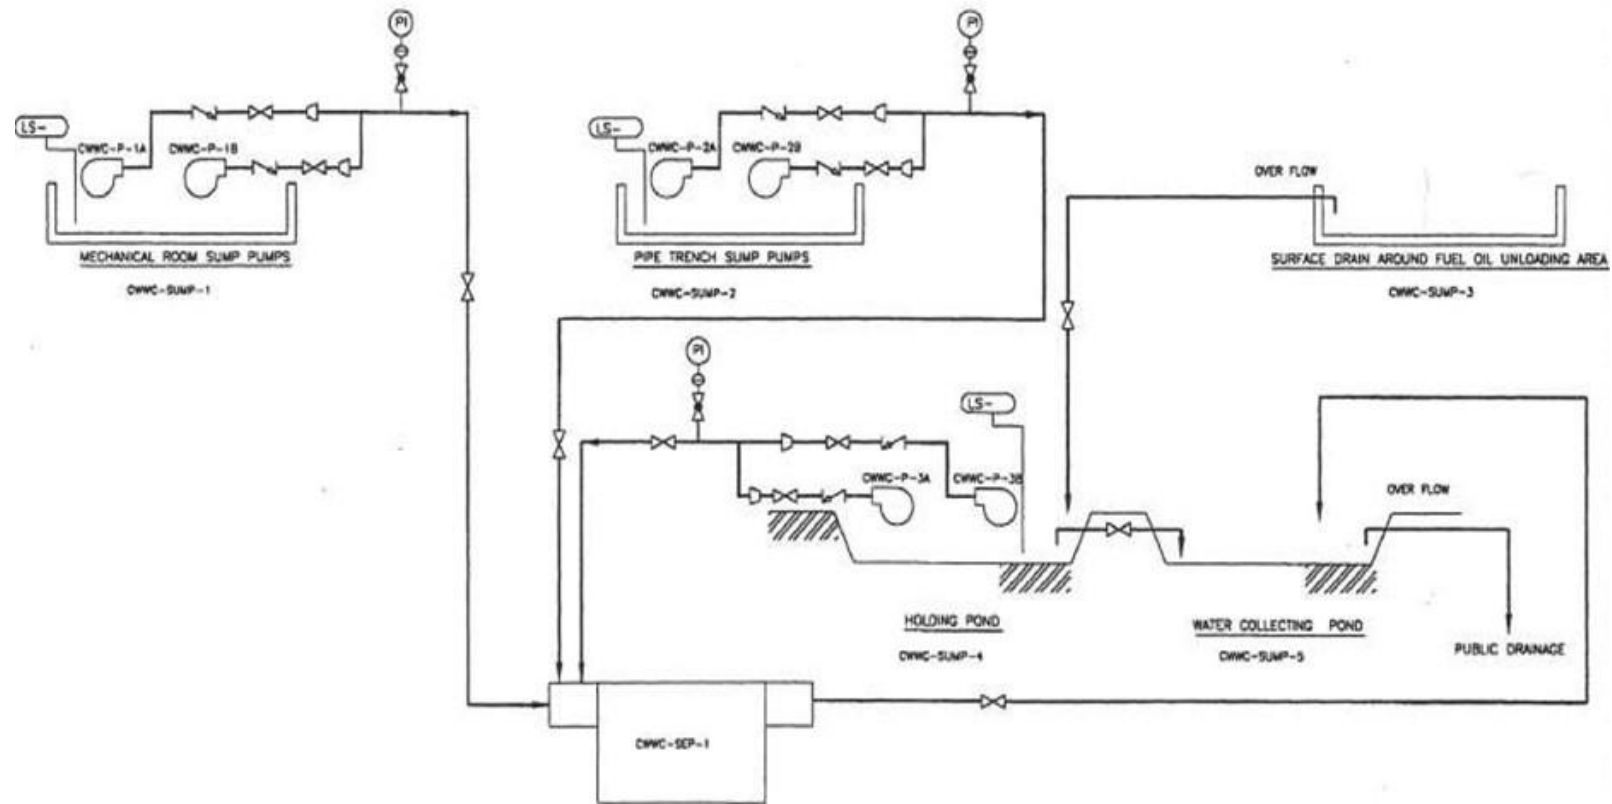 PI
PI
LS-
CWWC-P-1A
CWWC-P-1B
LS-
CWWC-P-2A
CWWC-P-2B
OVER FLOW
MECHANICAL ROOM SUMP PUMPS
CWWC-SUMP-1
PIPE TRENCH SUMP PUMPS
CWWC-SUMP-2
SURFACE DRAIN AROUND FUEL OIL UNLOADING AREA
CWWC-SUMP-3
PI
LS-
CWWC-P-3A
CWWC-P-3B
OVER FLOW
HOLDING POND
CWWC-SUMP-4
WATER COLLECTING POND
CWWC-SUMP-5
PUBLIC DRAINAGE
CWWC-SEP-1